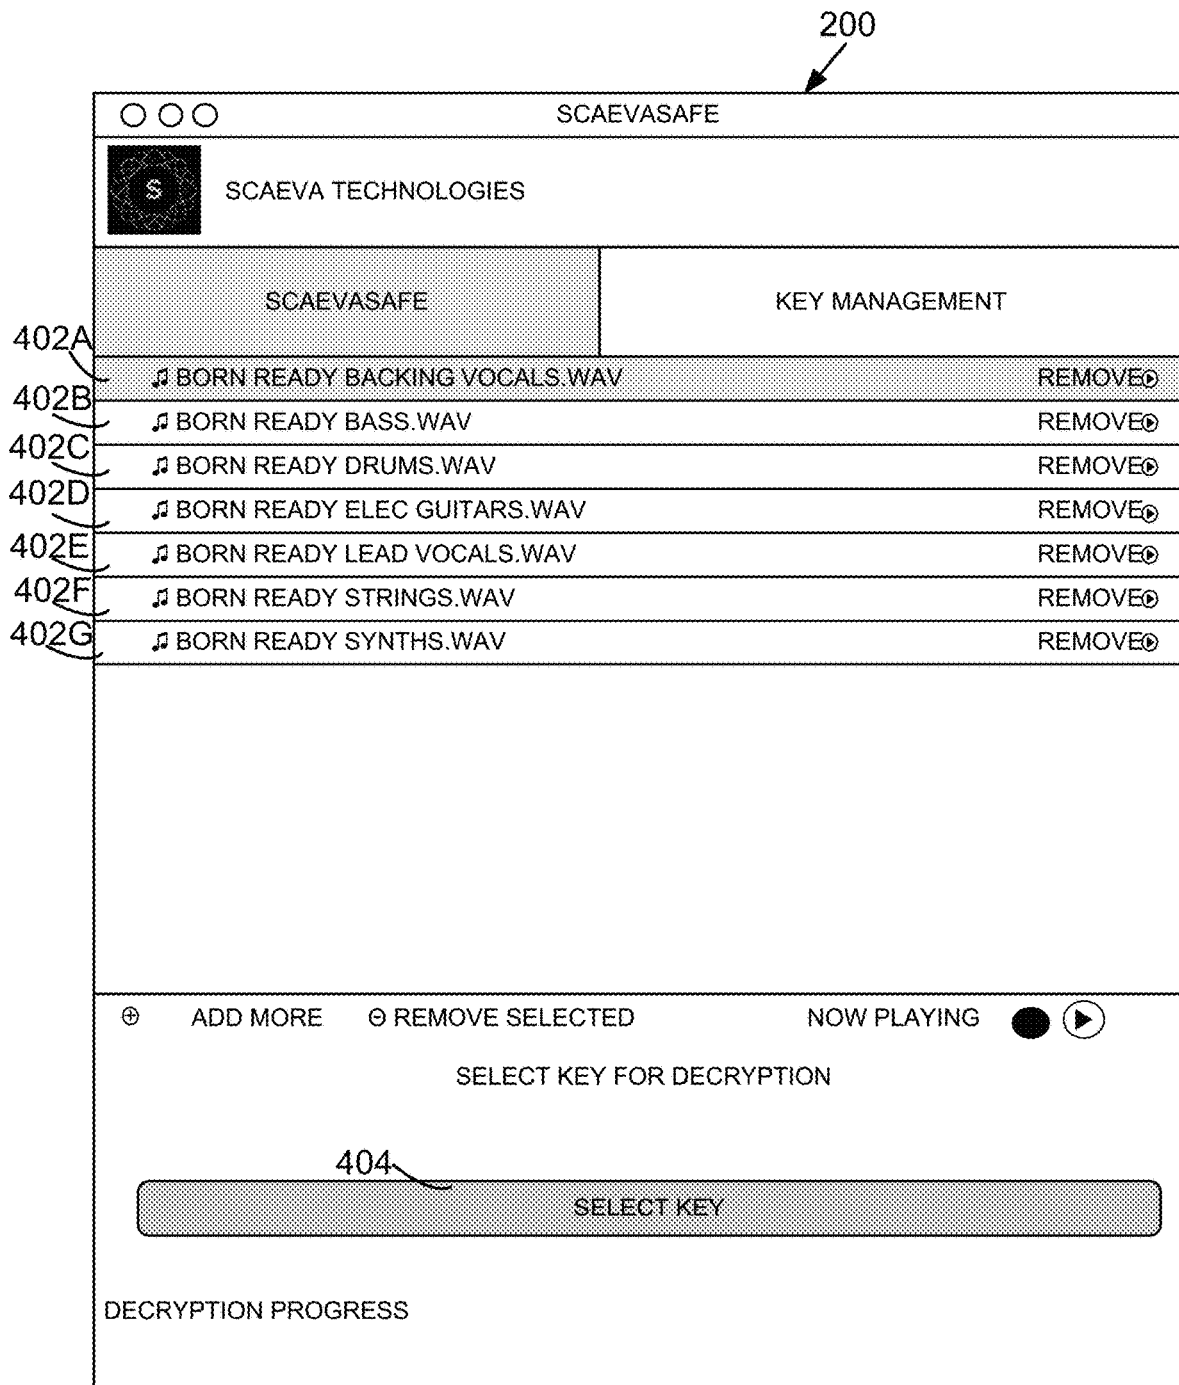 200
SCAEVASAFE
S
SCAEVA TECHNOLOGIES
SCAEVASAFE KEY MANAGEMENT
402A
BORN READY BACKING VOCALS.WAV REMOVE
402B
BORN READY BASS.WAV REMOVE
402C
BORN READY DRUMS.WAV REMOVE
402D
BORN READY ELEC GUITARS.WAV REMOVE
402E
BORN READY LEAD VOCALS.WAV REMOVE
402F
BORN READY STRINGS.WAV REMOVE
402G
BORN READY SYNTHS.WAV REMOVE
ADD MORE REMOVE SELECTED NOW PLAYING
SELECT KEY FOR DECRYPTION
404
SELECT KEY
DECRYPTION PROGRESS